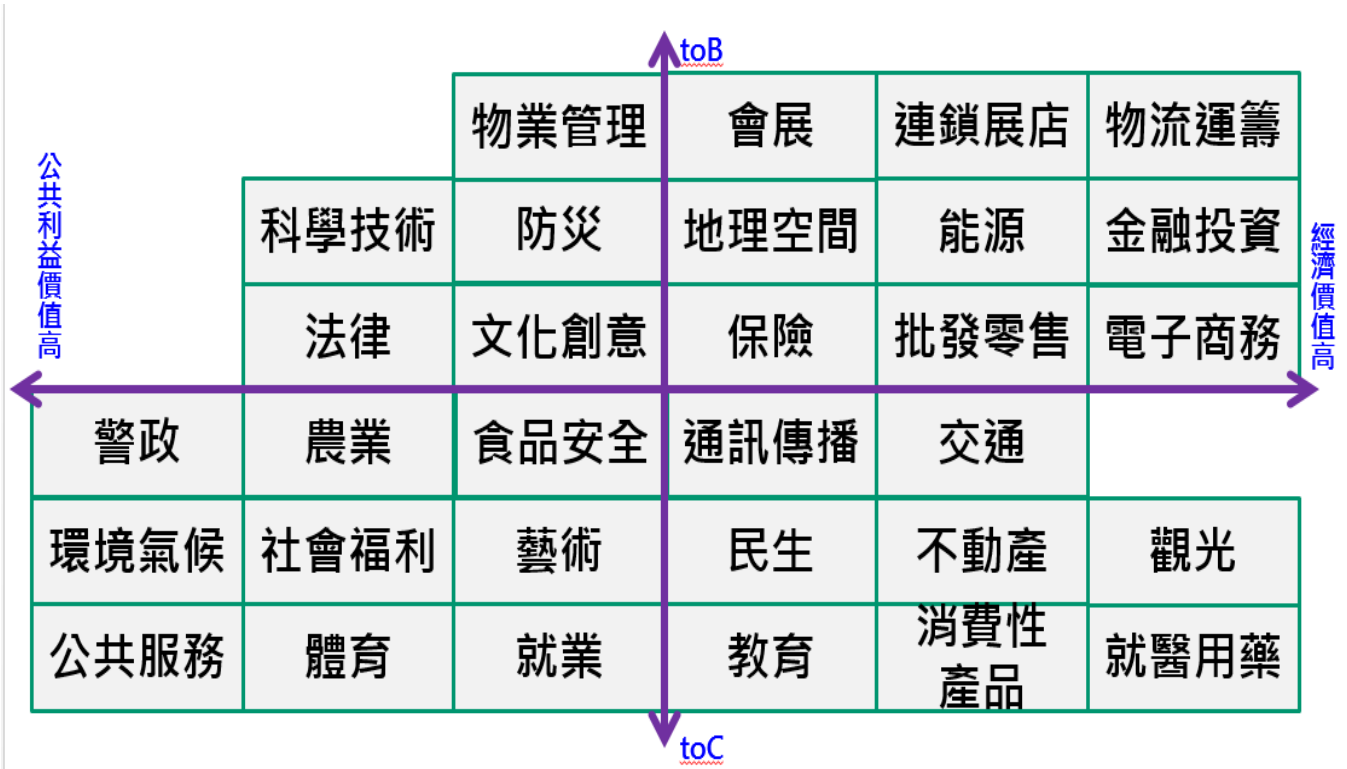 toB
物業管理
會展
連鎖展店
物流運籌
公共利益價值高
科學技術
防災
地理空間
能源
金融投資
經濟價值高
法律
文化創意
保險
批發零售
電子商務
警政
農業
食品安全
通訊傳播
交通
環境氣候
社會福利
藝術
民生
不動產
觀光
公共服務
體育
就業
教育
消費性
產品
就醫用藥
toC